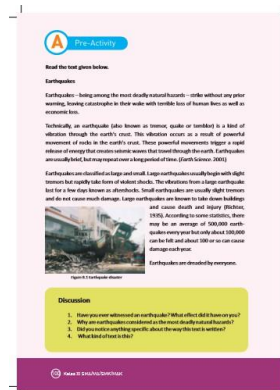 A Pre-Activity
Read the text given below.
Earthquakes
Earthquakes – being among the most deadly natural hazards – strike without any prior
warning, leaving catastrophe in their wake with terrible loss of human lives as well as
economic loss.
Technically, an earthquake (also known as tremor, quake or temblor) is a kind of
vibration through the earth's crust. This vibration occurs as a result of powerful
movement of rocks in the earth's crust. These powerful movements trigger a rapid
release of energy that creates seismic waves that travel through the earth. Earthquakes
are usually brief, but may repeat over a long period of time. (Earth Science. 2001)
Earthquakes are classified as large and small. Large earthquakes usually begin with slight
tremors but rapidly take form of violent shocks. The vibrations from a large earthquake
last for a few days known as aftershocks. Small earthquakes are usually slight tremors
and do not cause much damage. Large earthquakes are known to take down buildings
and cause death and injury (Richter,
1935). According to some statistics, there
may be an average of 500,000 earth-
quakes every year but only about 100,000
can be felt and about 100 or so can cause
damage each year.
Earthquakes are dreaded by everyone.
Figure 8.1 Earthquake disaster
Discussion
1. Have you ever witnessed an earthquake? What effect did it have on you?
2. Why are earthquakes considered as the most deadly natural hazards?
3. Did you notice anything specific about the way this text is written?
4. What kind of text is this?
Kelas XI SMA/MA/SMK/MAK